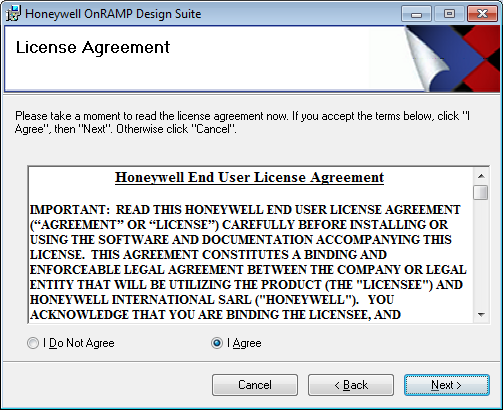 Honeywell OnRAMP Design Suite
License Agreement
Please take a moment to read the license agreement now. If you accept the terms below, click "I
Agree", then "Next". Otherwise click "Cancel".
Honeywell End User License Agreement
IMPORTANT:  READ THIS HONEYWELL END USER LICENSE AGREEMENT
(“AGREEMENT” OR “LICENSE”) CAREFULLY BEFORE INSTALLING OR
USING THE SOFTWARE AND DOCUMENTATION ACCOMPANYING THIS
LICENSE.  THIS AGREEMENT CONSTITUTES A BINDING AND
ENFORCEABLE LEGAL AGREEMENT BETWEEN THE COMPANY OR LEGAL
ENTITY THAT WILL BE UTILIZING THE PRODUCT (THE "LICENSEE") AND
HONEYWELL INTERNATIONAL SARL ("HONEYWELL").   YOU
ACKNOWLEDGE THAT YOU ARE BINDING THE LICENSEE, AND
I Do Not Agree
I Agree
Cancel
< Back
Next >